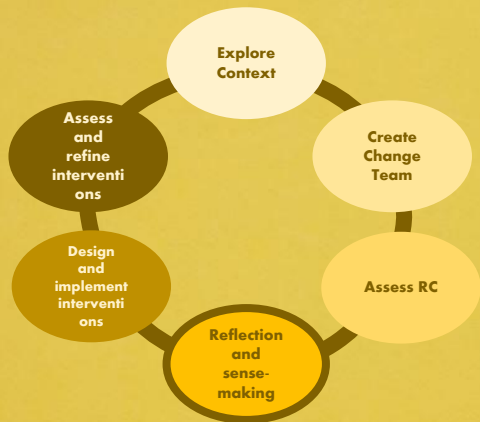 Explore
Context
Create
Change
Team
Assess RC
Reflection
and
sense-
making
Design
and
implement
interventi
ons
Assess
and
refine
interventi
ons